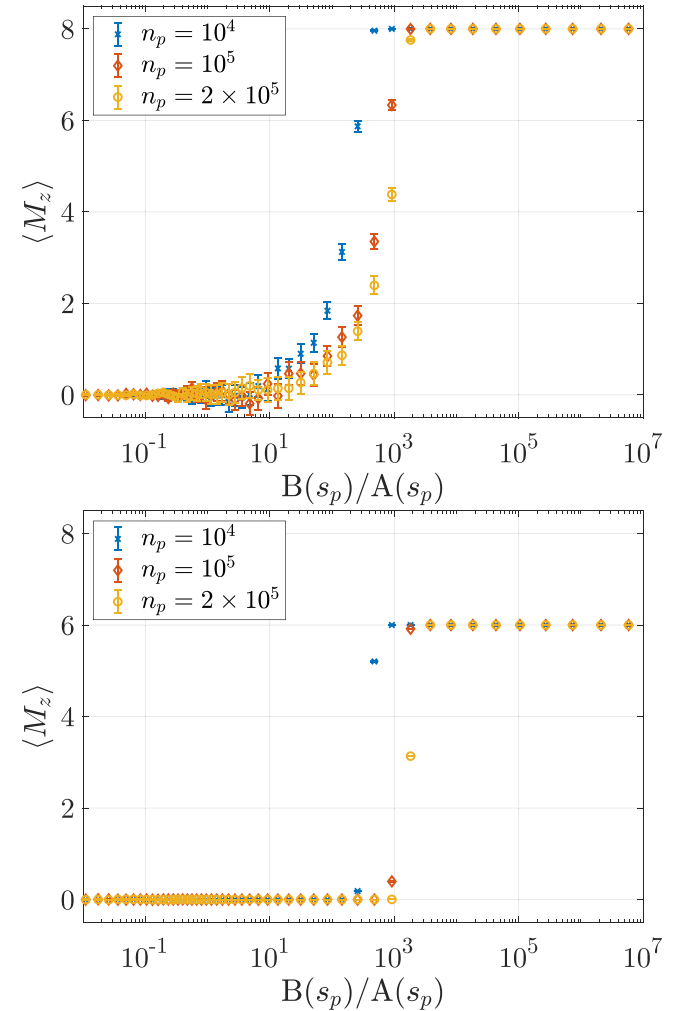 8
6
4
2
0
⟨M_z⟩
n_p = 10^4
n_p = 10^5
n_p = 2 × 10^5
10^-1
10^1
10^3
10^5
10^7
B(s_p)/A(s_p)
8
6
4
2
0
⟨M_z⟩
n_p = 10^4
n_p = 10^5
n_p = 2 × 10^5
10^-1
10^1
10^3
10^5
10^7
B(s_p)/A(s_p)